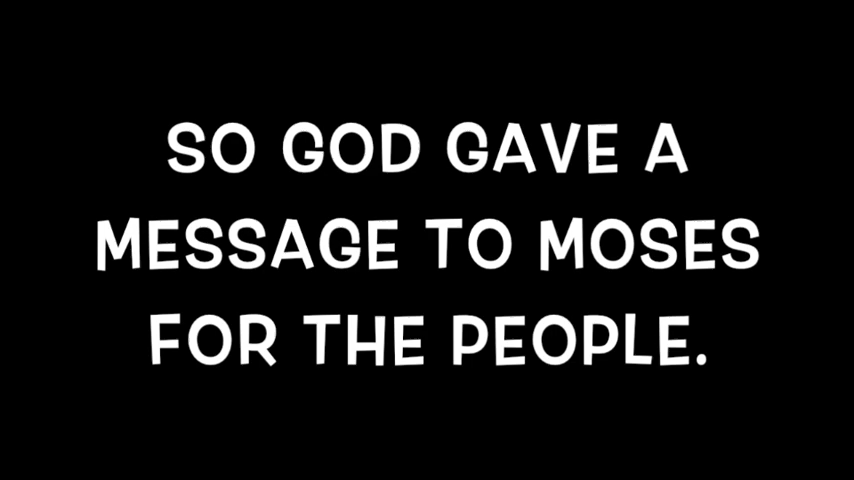 SO GOD GAVE A
MESSAGE TO MOSES
FOR THE PEOPLE.